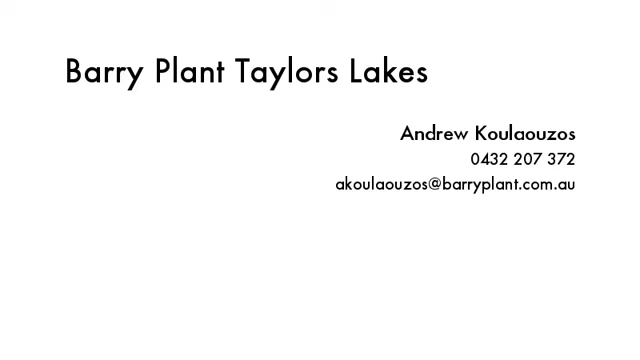 Barry Plant Taylors Lakes
Andrew Koulaouzos
0432 207 372
akoulaouzos@barryplant.com.au